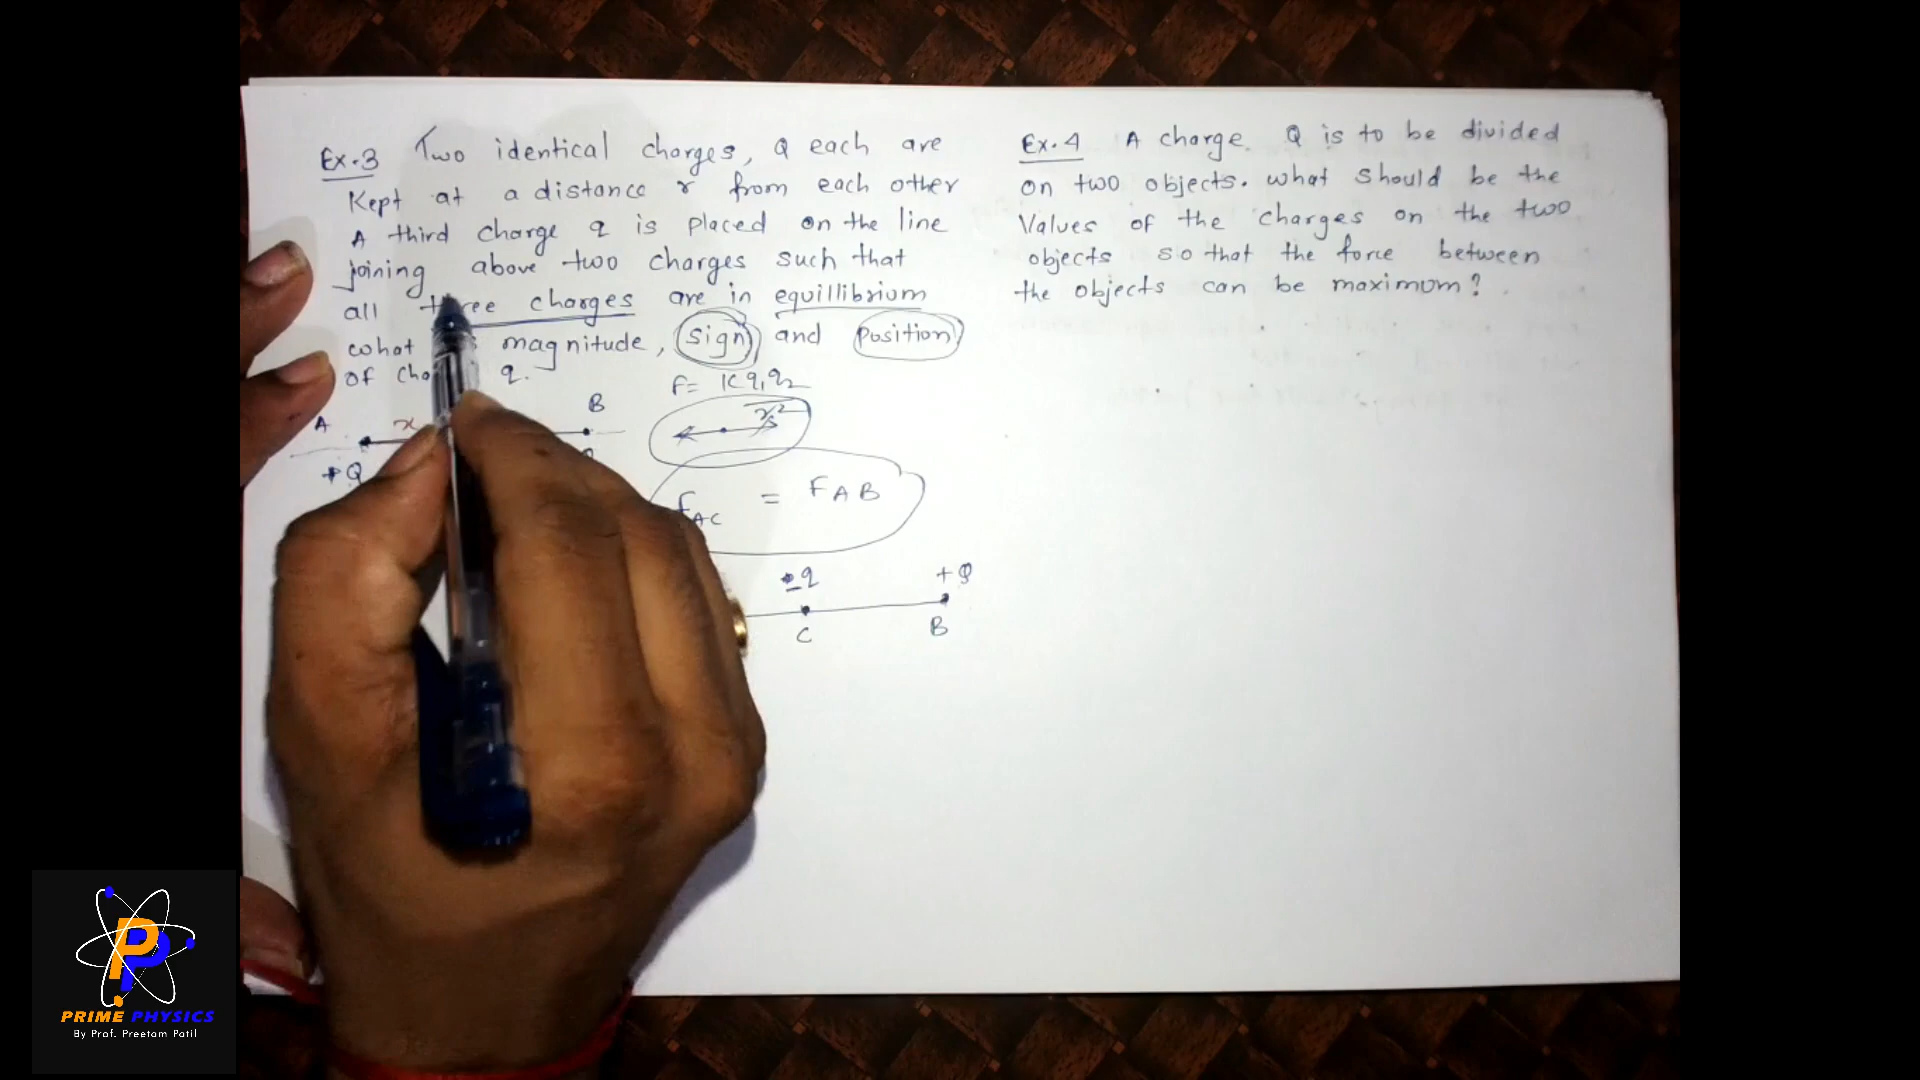 Ex.3 Two identical charges, Q each are
Kept at a distance r from each other
A third charge q is placed on the line
joining above two charges such that
all three charges are in equillibrium
what magnitude, sign and position
of q.
F= K q1q2
r2
A x B
+Q
FAC = FAB
-q +Q
C B
Ex.4 A charge Q is to be divided
on two objects. what should be the
Values of the charges on the two
objects so that the force between
the objects can be maximum?
PP
PRIME PHYSICS
By Prof. Preetam Patil